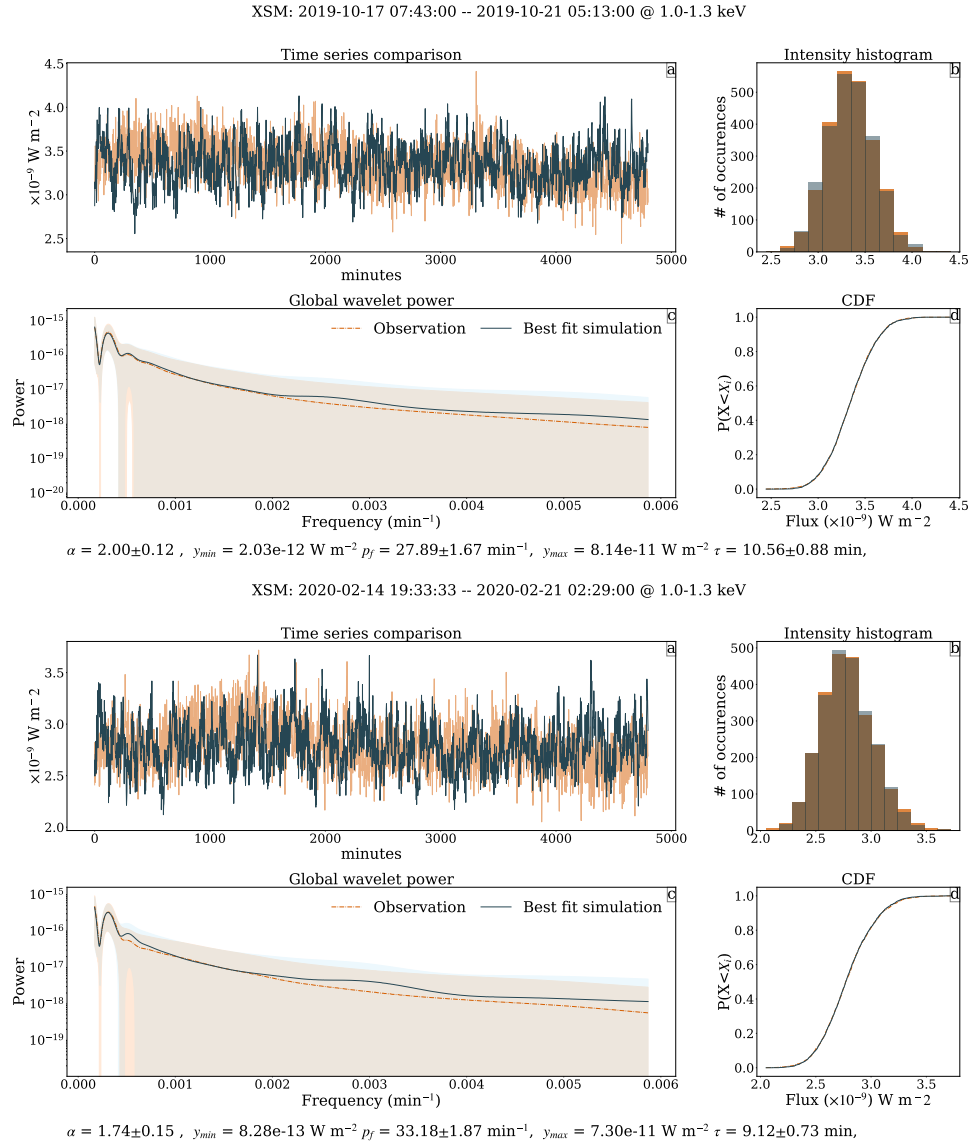 XSM: 2019-10-17 07:43:00 -- 2019-10-21 05:13:00 @ 1.0-1.3 keV
Time series comparison
a
4.5
4.0
3.5
3.0
2.5
×10⁻⁹ W m−2
0 1000 2000 3000 4000 5000
minutes
Intensity histogram
b
500
400
300
200
100
0
# of occurences
2.5 3.0 3.5 4.0 4.5
Global wavelet power
c
Observation Best fit simulation
10⁻¹⁵
10⁻¹⁶
10⁻¹⁷
10⁻¹⁸
10⁻¹⁹
10⁻²⁰
Power
0.000 0.001 0.002 0.003 0.004 0.005 0.006
Frequency (min⁻¹)
CDF
d
1.0
0.8
0.6
0.4
0.2
0.0
P(X<Xᵢ)
2.5 3.0 3.5 4.0 4.5
Flux (×10⁻⁹) W m−2
α = 2.00±0.12 , y_min = 2.03e-12 W m⁻² p_f = 27.89±1.67 min⁻¹, y_max = 8.14e-11 W m⁻² τ = 10.56±0.88 min,
XSM: 2020-02-14 19:33:33 -- 2020-02-21 02:29:00 @ 1.0-1.3 keV
Time series comparison
a
3.5
3.0
2.5
2.0
×10⁻⁹ W m−2
0 1000 2000 3000 4000 5000
minutes
Intensity histogram
b
500
400
300
200
100
0
# of occurences
2.5 3.0 3.5
Global wavelet power
c
Observation Best fit simulation
10⁻¹⁵
10⁻¹⁶
10⁻¹⁷
10⁻¹⁸
10⁻¹⁹
Power
0.000 0.001 0.002 0.003 0.004 0.005 0.006
Frequency (min⁻¹)
CDF
d
1.0
0.8
0.6
0.4
0.2
0.0
P(X<Xᵢ)
2.0 2.5 3.0 3.5
Flux (×10⁻⁹) W m−2
α = 1.74±0.15 , y_min = 8.28e-13 W m⁻² p_f = 33.18±1.87 min⁻¹, y_max = 7.30e-11 W m⁻² τ = 9.12±0.73 min,